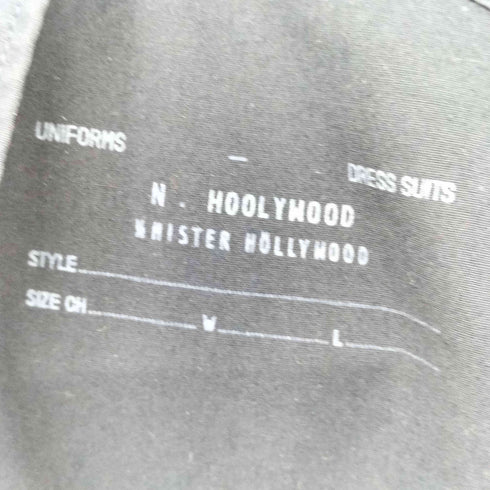 UNIFORMS
DRESS SUITS
N . HOOLYWOOD
MISTER HOLLYWOOD
STYLE
SIZE CH W L